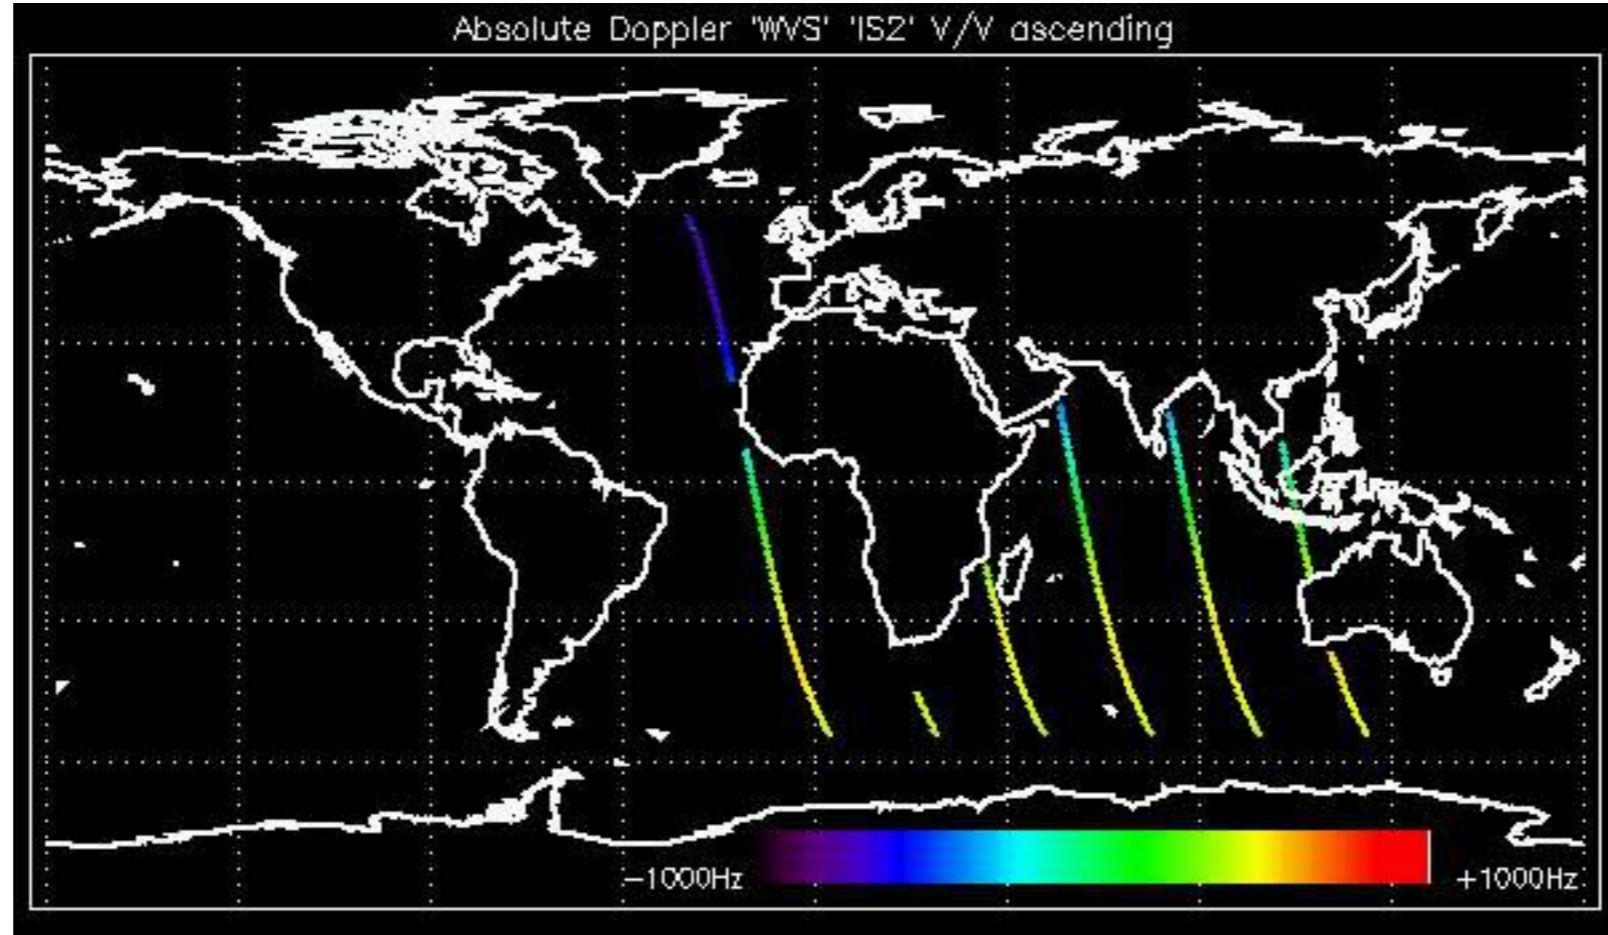 Absolute Doppler 'WVS' 'IS2' V/V ascending
-1000Hz +1000Hz